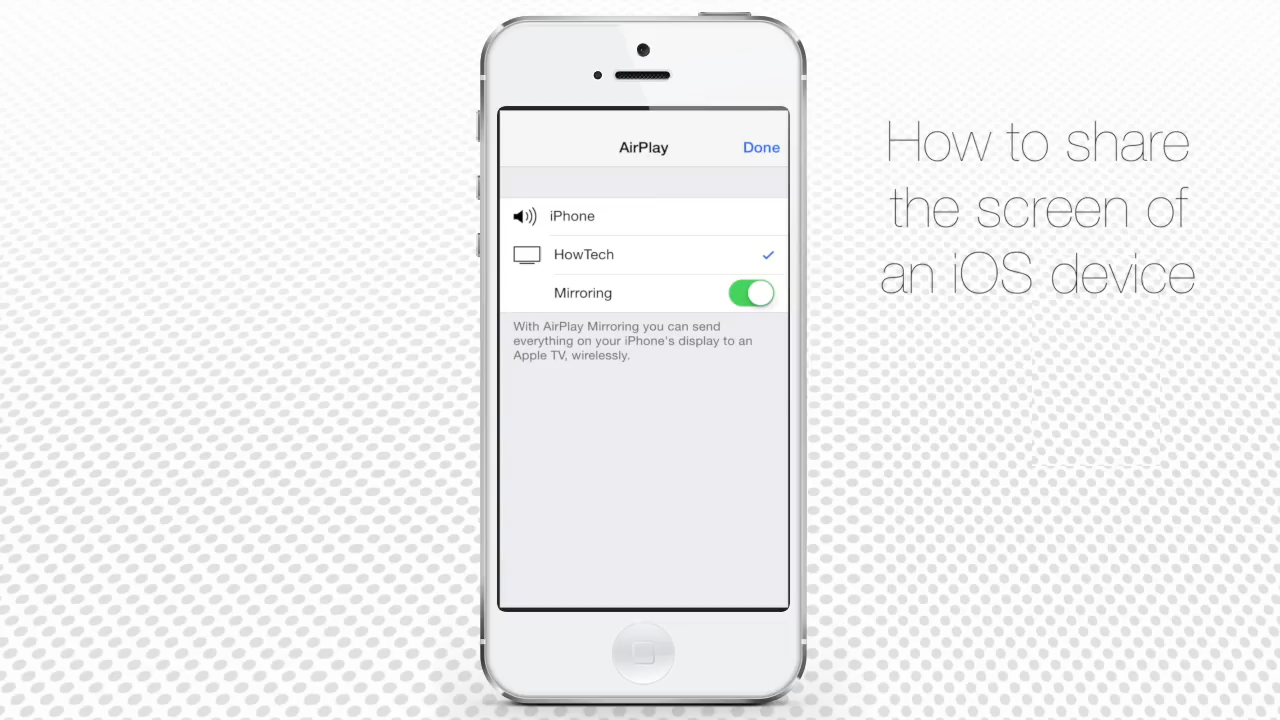 AirPlay
Done
iPhone
HowTech
Mirroring
With AirPlay Mirroring you can send
everything on your iPhone's display to an
Apple TV, wirelessly.
How to share
the screen of
an iOS device